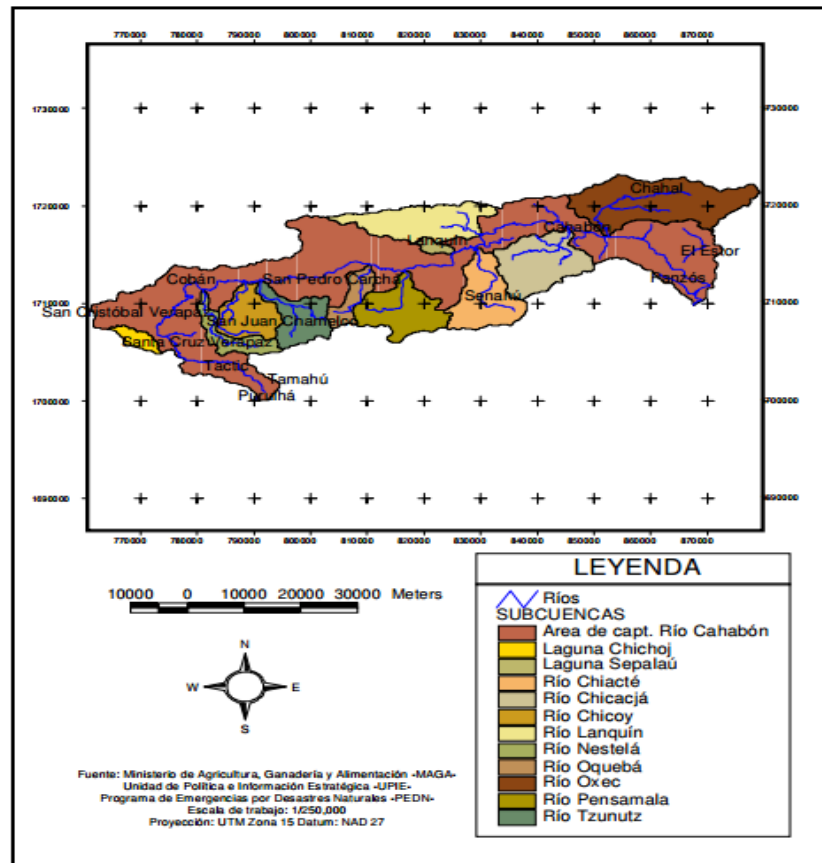 770000 780000 790000 800000 810000 820000 830000 840000 850000 860000 870000
1730000 1730000
Chahal
1720000 1720000
Lanquín Cahabón
El Estor
Cobán San Pedro Carchá Panzós
Senahú
1710000 1710000
San Cristóbal Verapaz San Juan Chamelco
Santa Cruz Verapaz
Tactic Tamahú
Purulhá
1700000 1700000
1690000 1690000
770000 780000 790000 800000 810000 820000 830000 840000 850000 860000 870000
10000 0 10000 20000 30000 Meters
N
W E
S
Fuente: Ministerio de Agricultura, Ganadería y Alimentación -MAGA-
Unidad de Política e Información Estratégica -UPIE-
Programa de Emergencias por Desastres Naturales -PEDN-
Escala de trabajo: 1/250,000
Proyección: UTM Zona 15 Datum: NAD 27
LEYENDA
Ríos
SUBCUENCAS
Area de capt. Río Cahabón
Laguna Chichoj
Laguna Sepalaú
Río Chiacté
Río Chicacjá
Río Chicoy
Río Lanquín
Río Nestelá
Río Oquebá
Río Oxec
Río Pensamala
Río Tzunutz